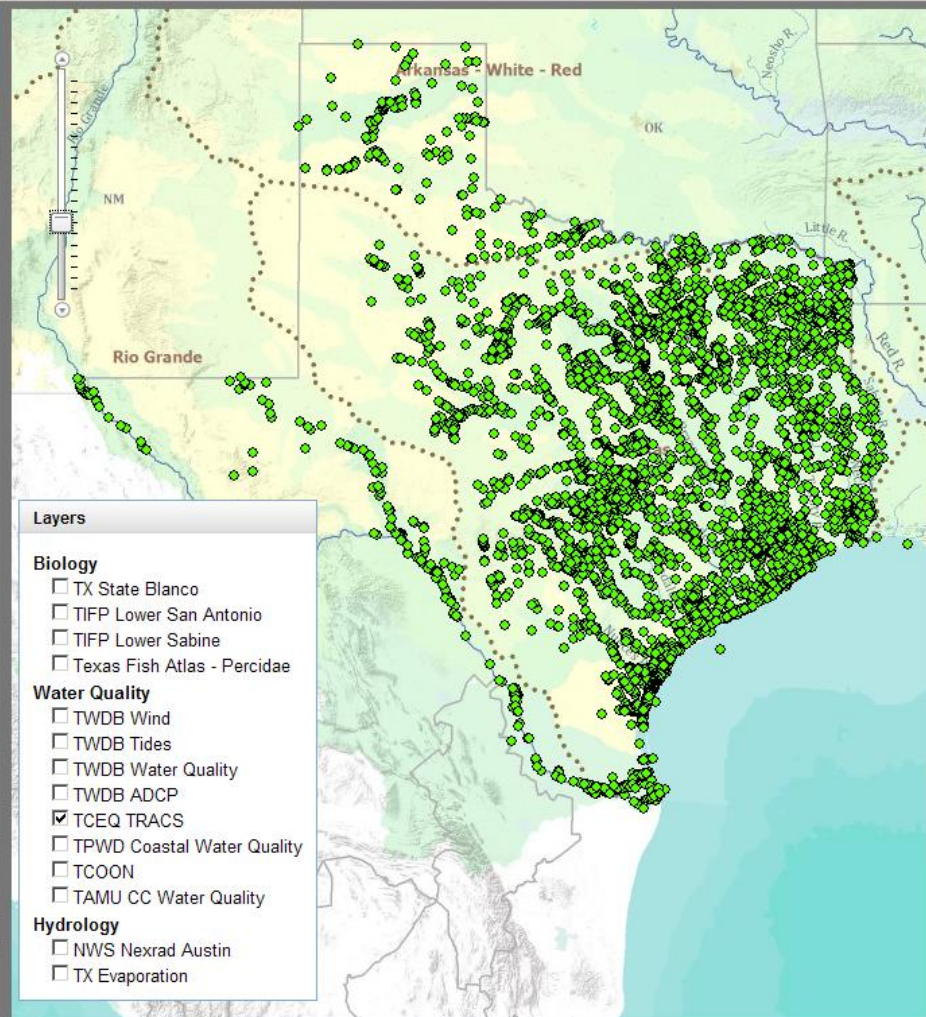 Arkansas - White - Red
Neosho R.
Rio Grande
OK
NM
Little R.
Rio Grande
Red R.
Layers
Biology
TX State Blanco
TIFP Lower San Antonio
TIFP Lower Sabine
Texas Fish Atlas - Percidae
Water Quality
TWDB Wind
TWDB Tides
TWDB Water Quality
TWDB ADCP
TCEQ TRACS
TPWD Coastal Water Quality
TCOON
TAMU CC Water Quality
Hydrology
NWS Nexrad Austin
TX Evaporation